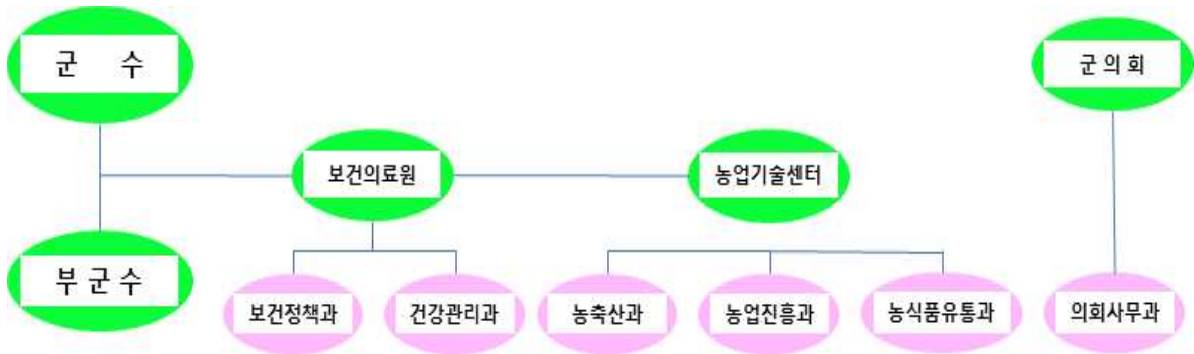 군 수
군 의 회
보건의료원
농업기술센터
부 군 수
보건정책과
건강관리과
농축산과
농업진흥과
농식품유통과
의회사무과